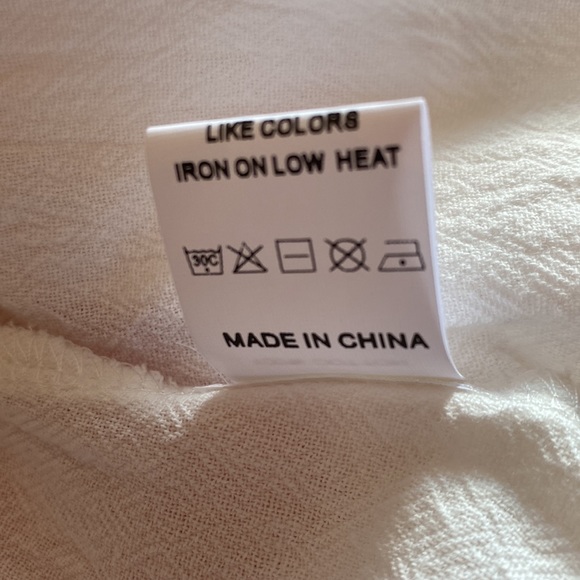 LIKE COLORS
IRON ON LOW HEAT
30C
MADE IN CHINA